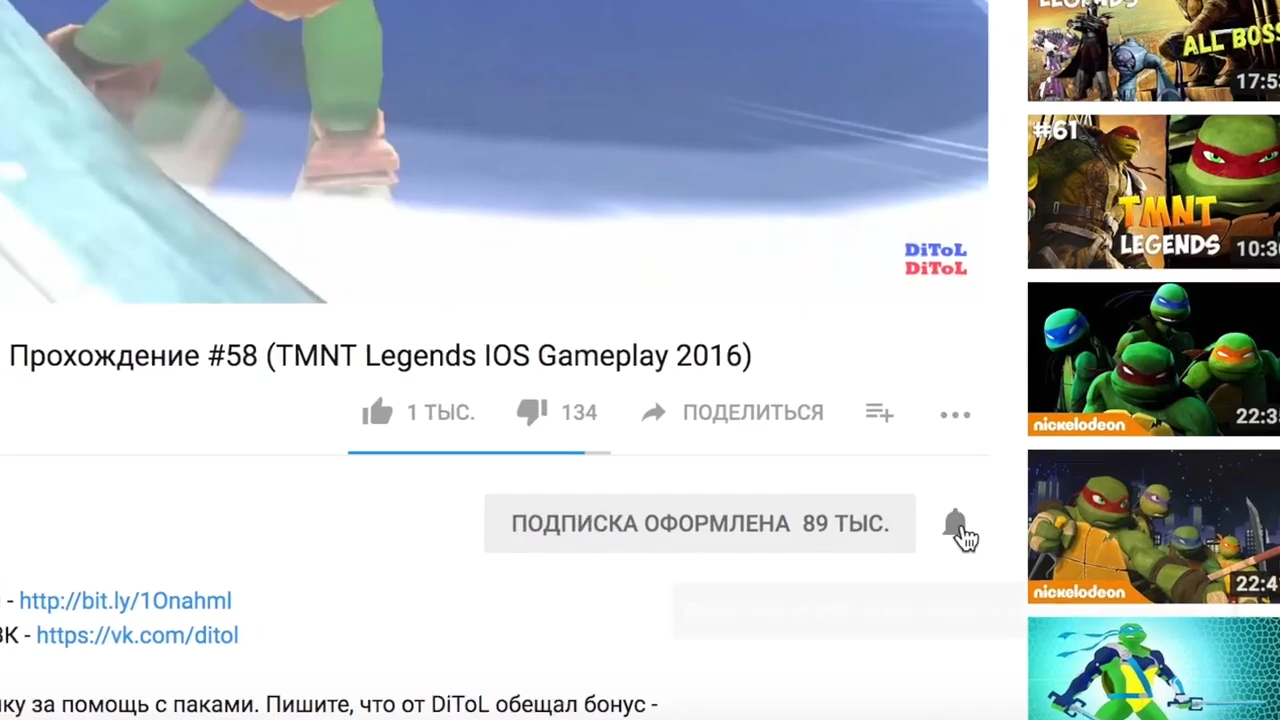 LEGENDS
ALL BOSS
17:5
#61
TMNT
LEGENDS
10:3
DiToL
DiToL
Прохождение #58 (TMNT Legends IOS Gameplay 2016)
1 ТЫС.
134
ПОДЕЛИТЬСЯ
nickelodeon
22:3
ПОДПИСКА ОФОРМЛЕНА 89 ТЫС.
nickelodeon
22:4
- http://bit.ly/1Onahml
ВК - https://vk.com/ditol
за помощь с паками. Пишите, что от DiToL обещал бонус -